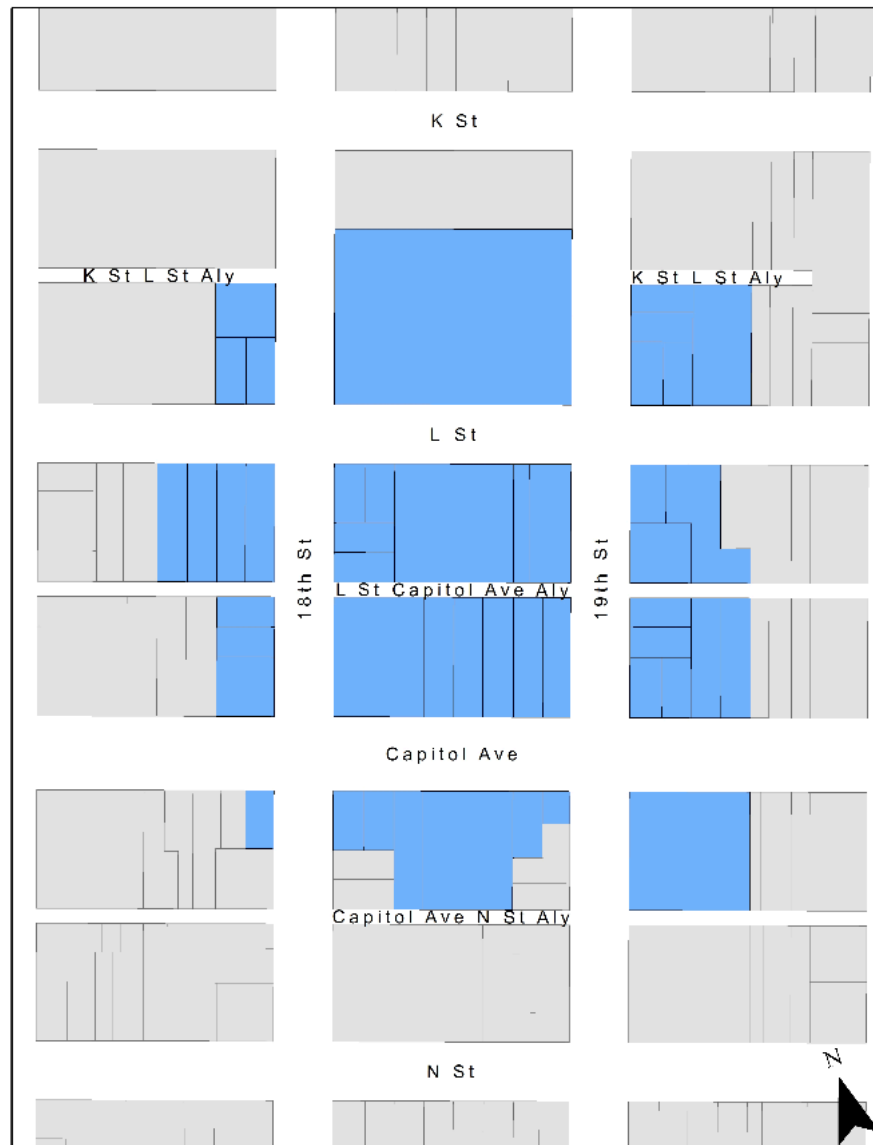 K St
K St L St Aly
K St L St Aly
L St
18th St
19th St
L St Capitol Ave Aly
Capitol Ave
Capitol Ave N St Aly
N
N St